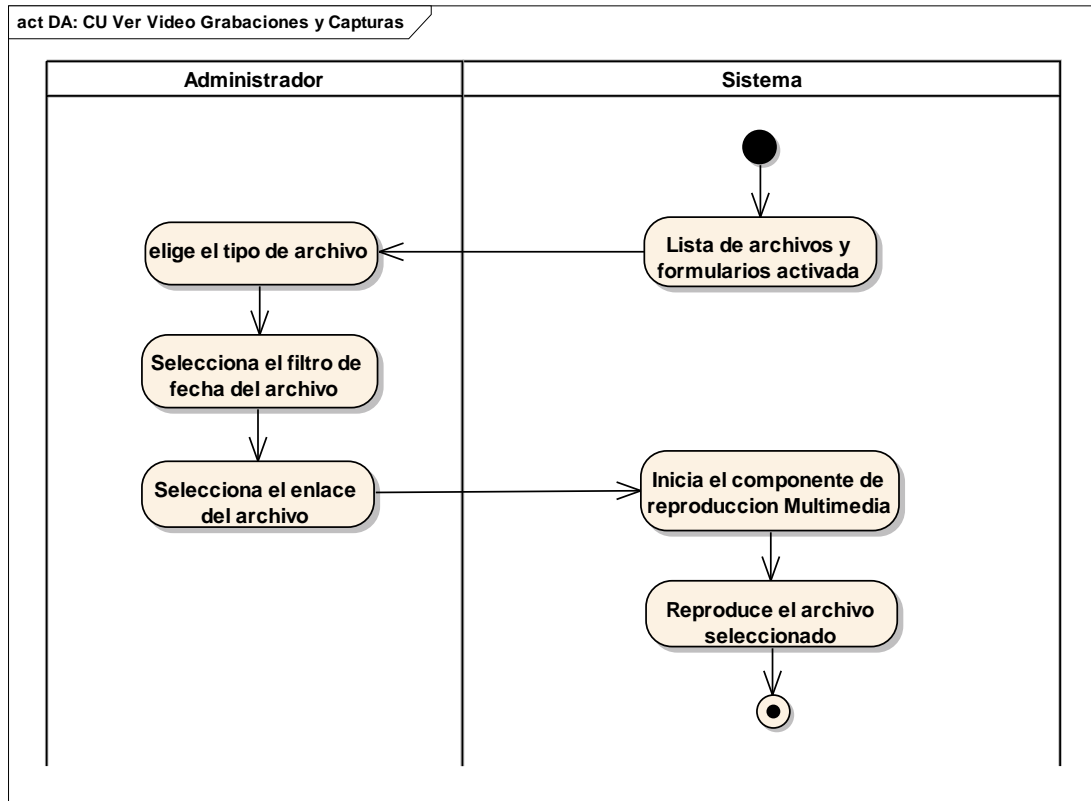 act DA: CU Ver Video Grabaciones y Capturas
Administrador
Sistema
Lista de archivos y
formularios activada
elige el tipo de archivo
Selecciona el filtro de
fecha del archivo
Selecciona el enlace
del archivo
Inicia el componente de
reproduccion Multimedia
Reproduce el archivo
seleccionado